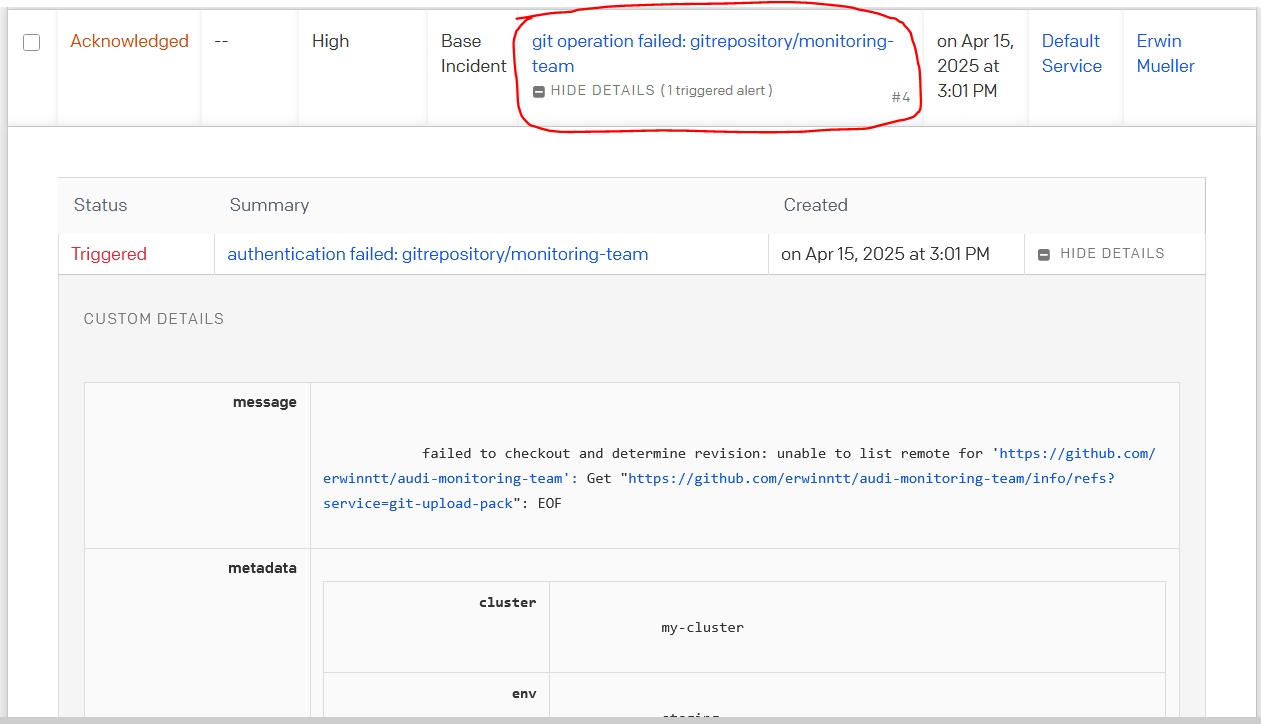 Acknowledged
--
High
Base
Incident
git operation failed: gitrepository/monitoring-
team
HIDE DETAILS (1 triggered alert)
#4
on Apr 15,
2025 at
3:01 PM
Default
Service
Erwin
Mueller
Status Summary Created
Triggered authentication failed: gitrepository/monitoring-team on Apr 15, 2025 at 3:01 PM HIDE DETAILS
CUSTOM DETAILS
message
failed to checkout and determine revision: unable to list remote for 'https://github.com/
erwinntt/audi-monitoring-team': Get "https://github.com/erwinntt/audi-monitoring-team/info/refs?
service=git-upload-pack": EOF
metadata
cluster
my-cluster
env